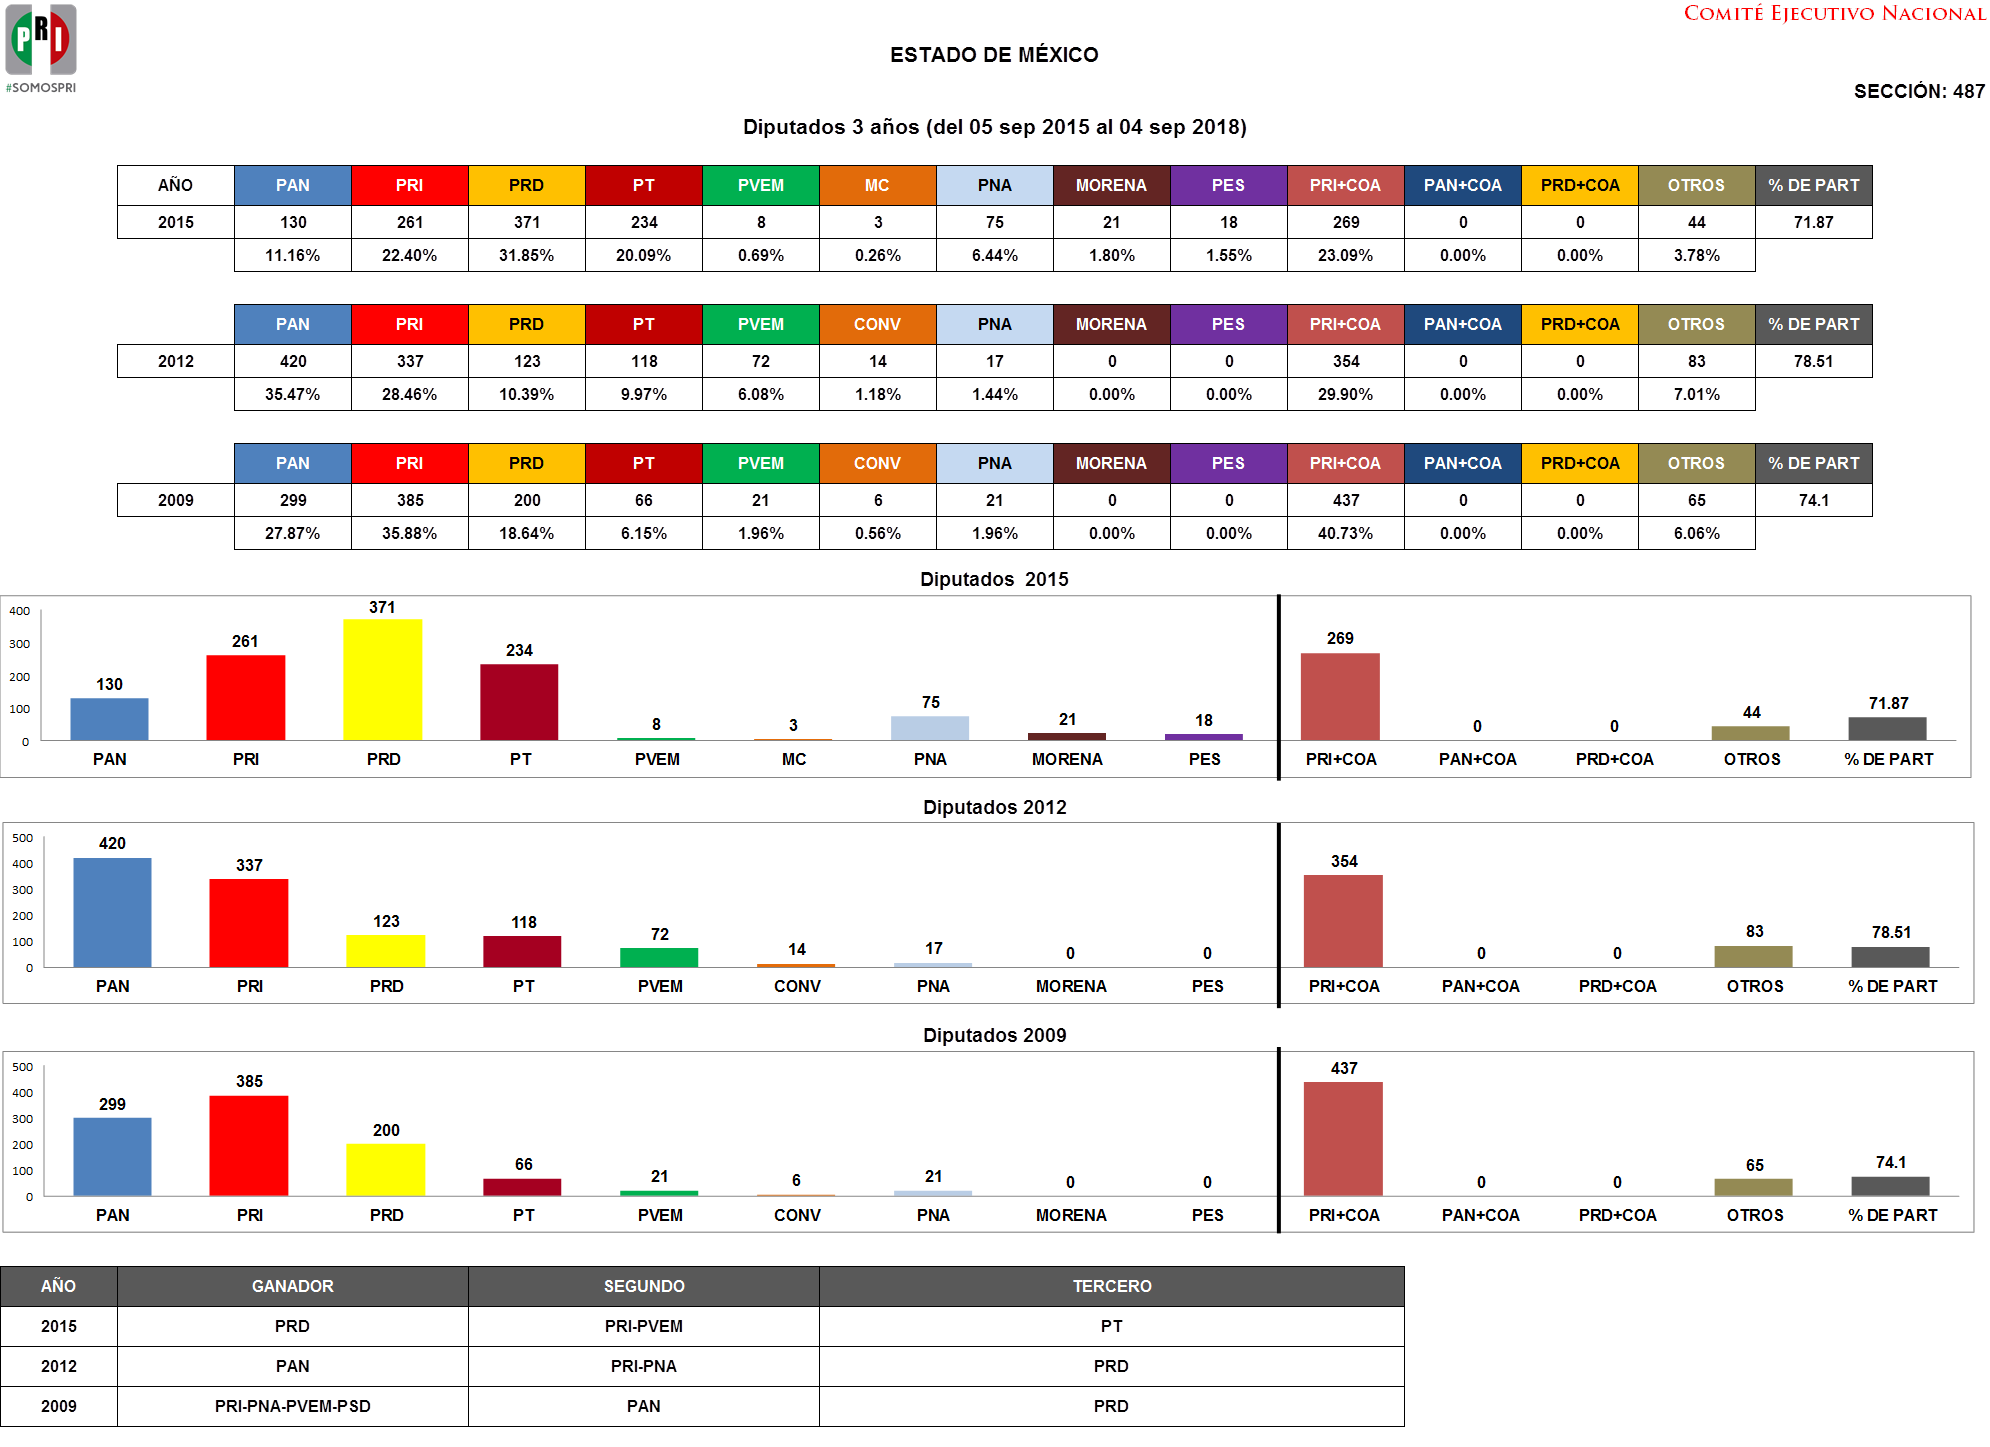 PRI
#SOMOSPRI
COMITÉ EJECUTIVO NACIONAL
ESTADO DE MÉXICO
SECCIÓN: 487
Diputados 3 años (del 05 sep 2015 al 04 sep 2018)
AÑO PAN PRI PRD PT PVEM MC PNA MORENA PES PRI+COA PAN+COA PRD+COA OTROS % DE PART
2015 130 261 371 234 8 3 75 21 18 269 0 0 44 71.87
11.16% 22.40% 31.85% 20.09% 0.69% 0.26% 6.44% 1.80% 1.55% 23.09% 0.00% 0.00% 3.78%
PAN PRI PRD PT PVEM CONV PNA MORENA PES PRI+COA PAN+COA PRD+COA OTROS % DE PART
2012 420 337 123 118 72 14 17 0 0 354 0 0 83 78.51
35.47% 28.46% 10.39% 9.97% 6.08% 1.18% 1.44% 0.00% 0.00% 29.90% 0.00% 0.00% 7.01%
PAN PRI PRD PT PVEM CONV PNA MORENA PES PRI+COA PAN+COA PRD+COA OTROS % DE PART
2009 299 385 200 66 21 6 21 0 0 437 0 0 65 74.1
27.87% 35.88% 18.64% 6.15% 1.96% 0.56% 1.96% 0.00% 0.00% 40.73% 0.00% 0.00% 6.06%
Diputados 2015
400
300
200
100
0
130 261 371 234 8 3 75 21 18 269 0 0 44 71.87
PAN PRI PRD PT PVEM MC PNA MORENA PES PRI+COA PAN+COA PRD+COA OTROS % DE PART
Diputados 2012
500
400
300
200
100
0
420 337 123 118 72 14 17 0 0 354 0 0 83 78.51
PAN PRI PRD PT PVEM CONV PNA MORENA PES PRI+COA PAN+COA PRD+COA OTROS % DE PART
Diputados 2009
500
400
300
200
100
0
299 385 200 66 21 6 21 0 0 437 0 0 65 74.1
PAN PRI PRD PT PVEM CONV PNA MORENA PES PRI+COA PAN+COA PRD+COA OTROS % DE PART
AÑO GANADOR SEGUNDO TERCERO
2015 PRD PRI-PVEM PT
2012 PAN PRI-PNA PRD
2009 PRI-PNA-PVEM-PSD PAN PRD